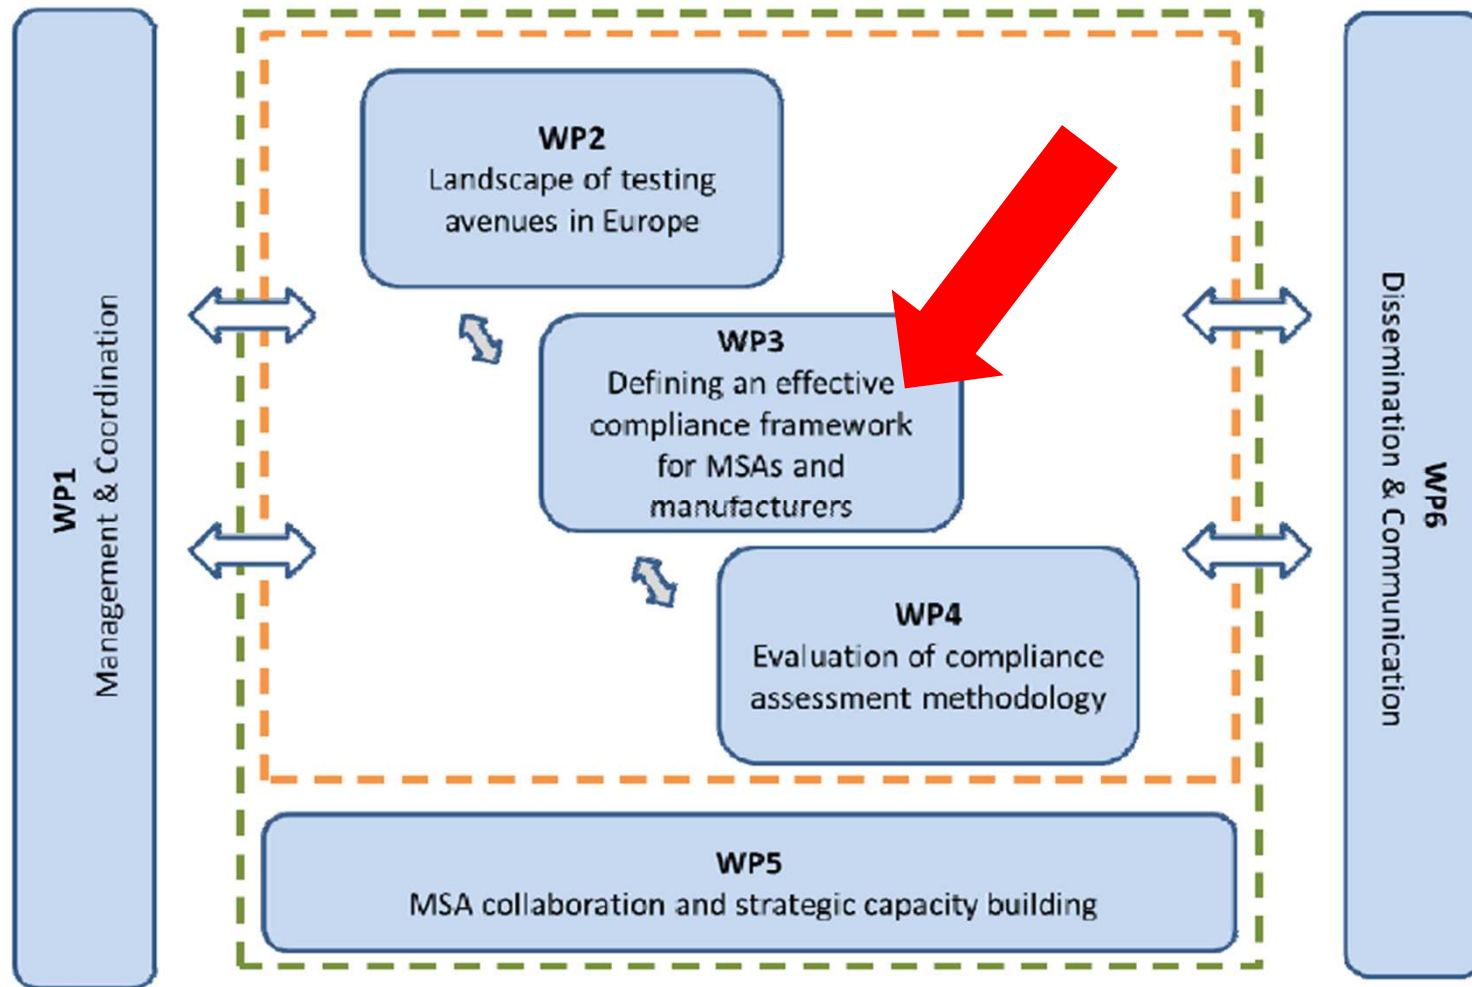 WP1
Management & Coordination
WP2
Landscape of testing
avenues in Europe
WP3
Defining an effective
compliance framework
for MSAs and
manufacturers
WP4
Evaluation of compliance
assessment methodology
WP5
MSA collaboration and strategic capacity building
WP6
Dissemination & Communication